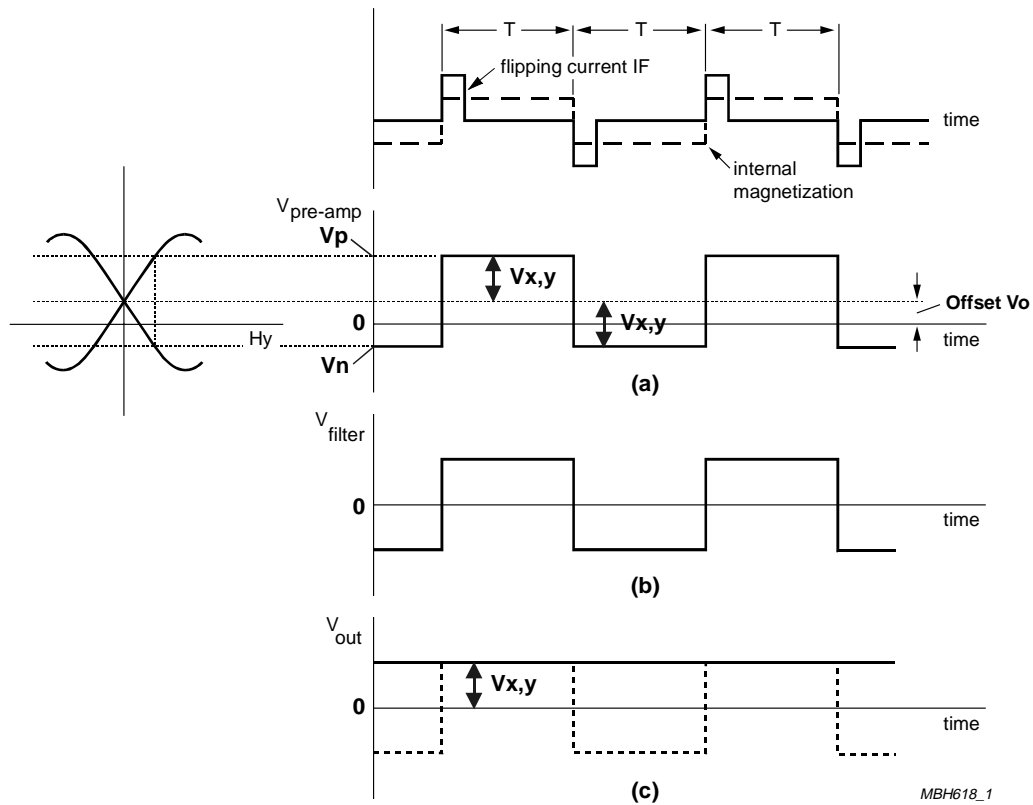 T T T
flipping current IF
time
internal
magnetization
Vpre-amp
Vp
Vx,y
Offset Vo
Vx,y
0
Hy
time
Vn
(a)
Vfilter
0
time
(b)
Vout
Vx,y
0
time
(c)
MBH618_1